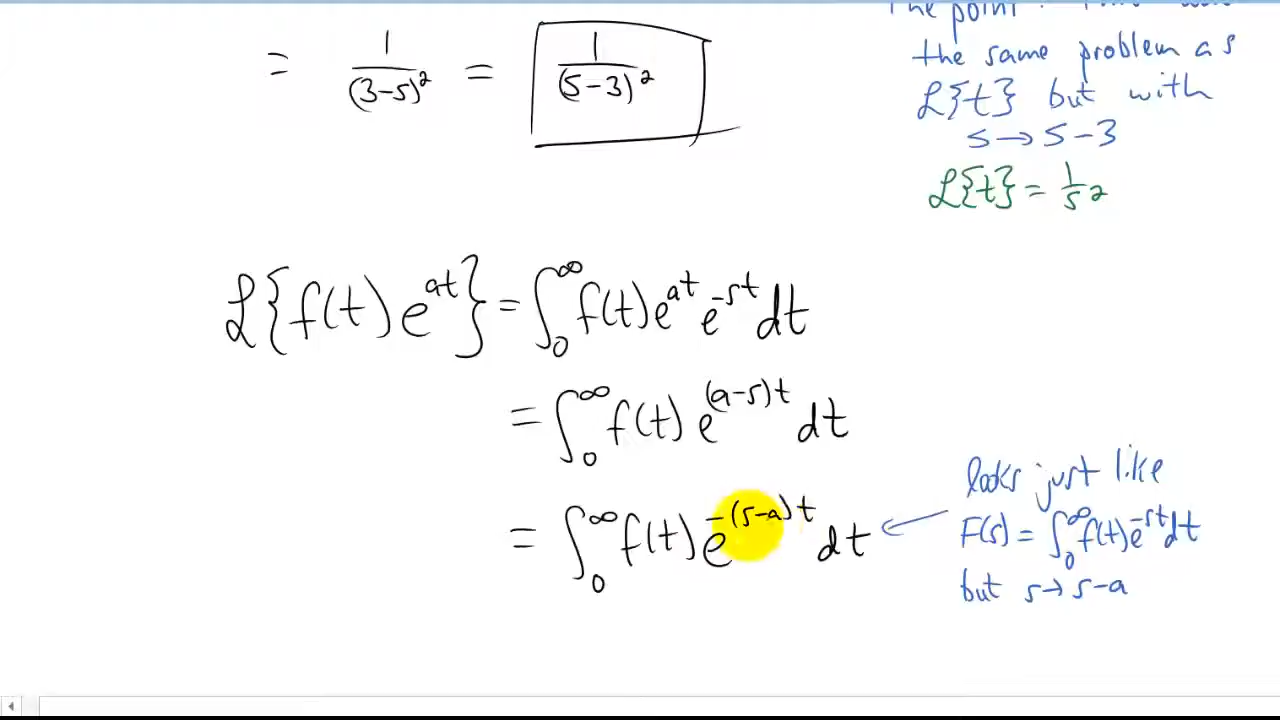 = 1/(3-s)² = 1/(s-3)²
the same problem as
ℒ{t} but with
s → s-3
ℒ{t} = 1/s²
ℒ{f(t)e^{at}} = ∫₀^∞ f(t)e^{at} e^{-st} dt
= ∫₀^∞ f(t) e^{(a-s)t} dt
= ∫₀^∞ f(t) e^{-(s-a)t} dt
looks just like
F(s) = ∫₀^∞ f(t)e^{-st}dt
but s → s-a